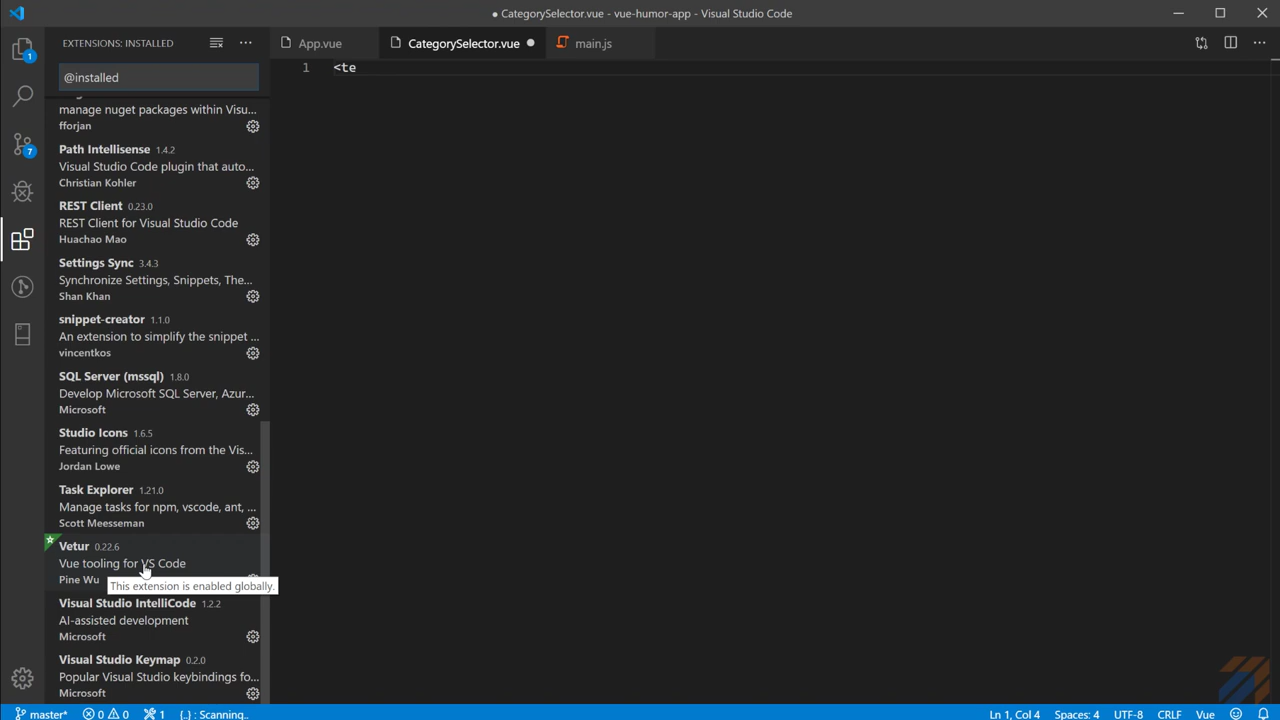 ● CategorySelector.vue - vue-humor-app - Visual Studio Code
EXTENSIONS: INSTALLED
App.vue
CategorySelector.vue
main.js
@installed
1
<te
manage nuget packages within Visu...
fforjan
Path Intellisense 1.4.2
Visual Studio Code plugin that auto...
Christian Kohler
7
REST Client 0.23.0
REST Client for Visual Studio Code
Huachao Mao
Settings Sync 3.4.3
Synchronize Settings, Snippets, The...
Shan Khan
snippet-creator 1.1.0
An extension to simplify the snippet ...
vincentkos
SQL Server (mssql) 1.8.0
Develop Microsoft SQL Server, Azur...
Microsoft
Studio Icons 1.6.5
Featuring official icons from the Vis...
Jordan Lowe
Task Explorer 1.21.0
Manage tasks for npm, vscode, ant, ...
Scott Meesseman
Vetur 0.22.6
Vue tooling for VS Code
Pine Wu
This extension is enabled globally.
Visual Studio IntelliCode 1.2.2
AI-assisted development
Microsoft
Visual Studio Keymap 0.2.0
Popular Visual Studio keybindings fo...
Microsoft
master* 0 0 1 {..} : Scanning..
Ln 1, Col 4 Spaces: 4 UTF-8 CRLF Vue
1